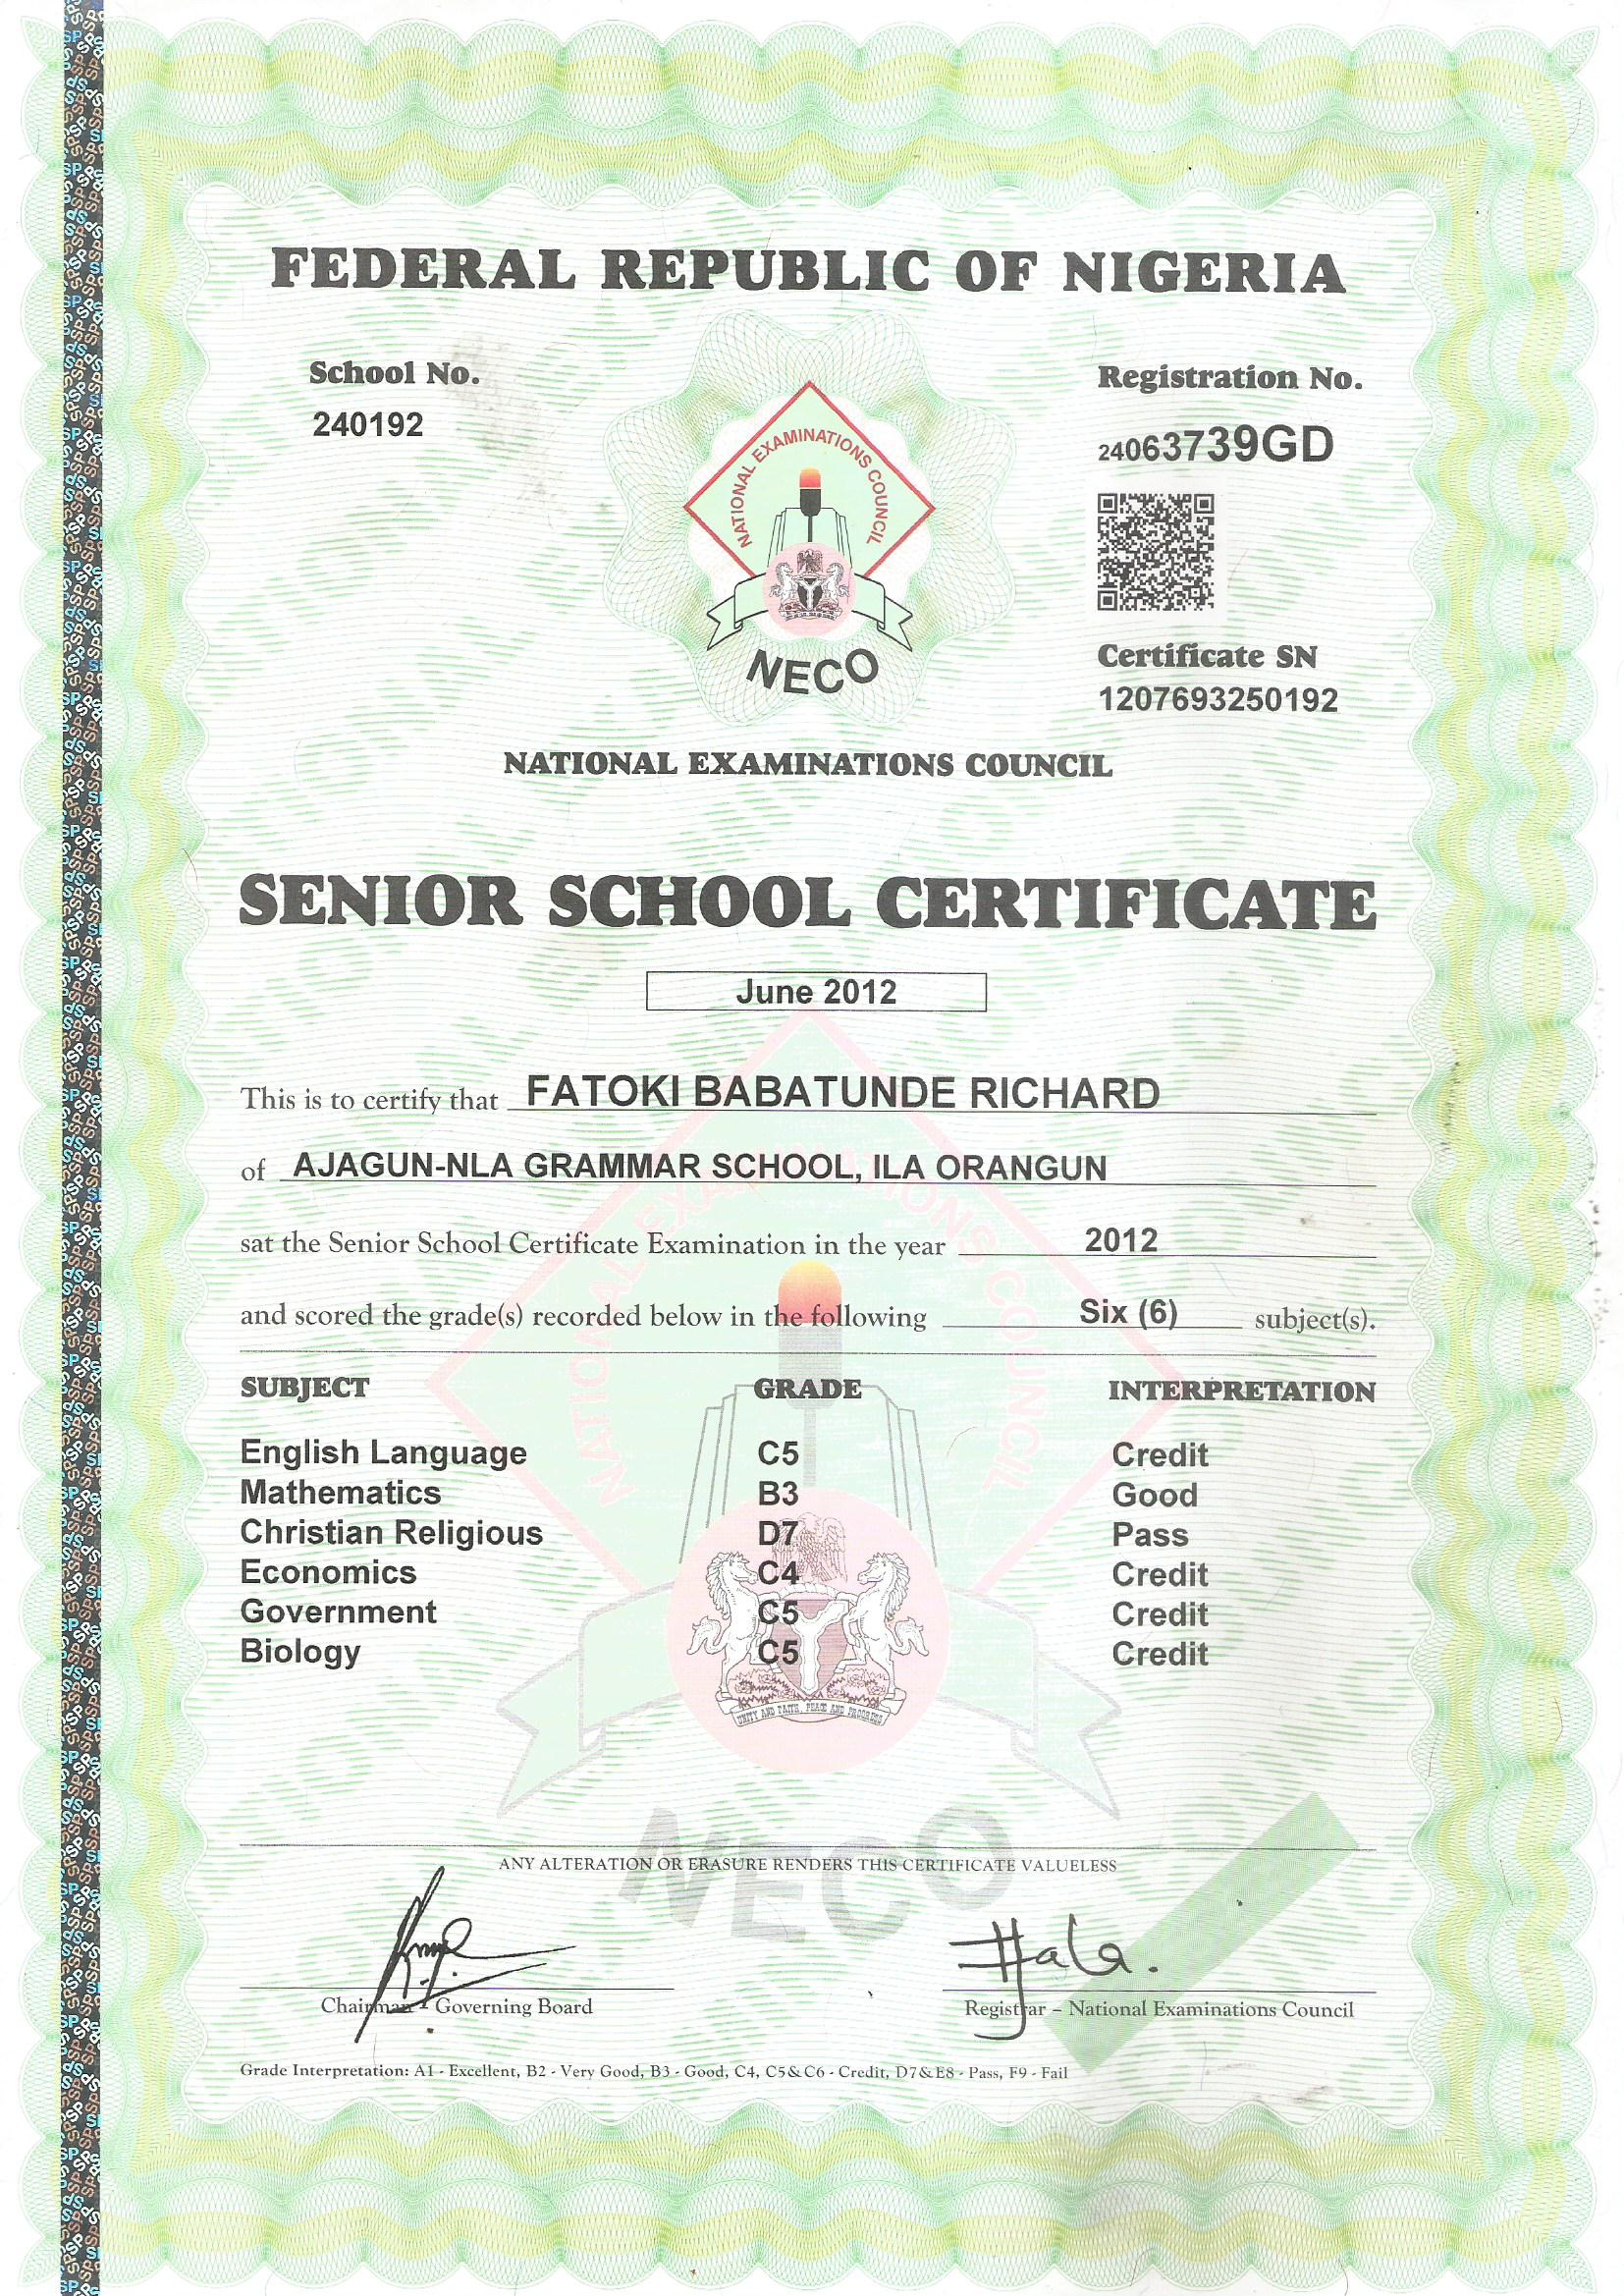 FEDERAL REPUBLIC OF NIGERIA
School No.
240192
Registration No.
24063739GD
NATIONAL EXAMINATIONS COUNCIL
NECO
Certificate SN
1207693250192
NATIONAL EXAMINATIONS COUNCIL
SENIOR SCHOOL CERTIFICATE
June 2012
This is to certify that FATOKI BABATUNDE RICHARD
of AJAGUN-NLA GRAMMAR SCHOOL, ILA ORANGUN
sat the Senior School Certificate Examination in the year 2012
and scored the grade(s) recorded below in the following Six (6) subject(s).
SUBJECT GRADE INTERPRETATION
English Language C5 Credit
Mathematics B3 Good
Christian Religious D7 Pass
Economics C4 Credit
Government C5 Credit
Biology C5 Credit
NATIONAL EXAMINATIONS COUNCIL
UNITY AND FAITH, PEACE AND PROGRESS
NECO
ANY ALTERATION OR ERASURE RENDERS THIS CERTIFICATE VALUELESS
Chairman - Governing Board
Registrar – National Examinations Council
Grade Interpretation: A1 - Excellent, B2 - Very Good, B3 - Good, C4, C5 & C6 - Credit, D7 & E8 - Pass, F9 - Fail